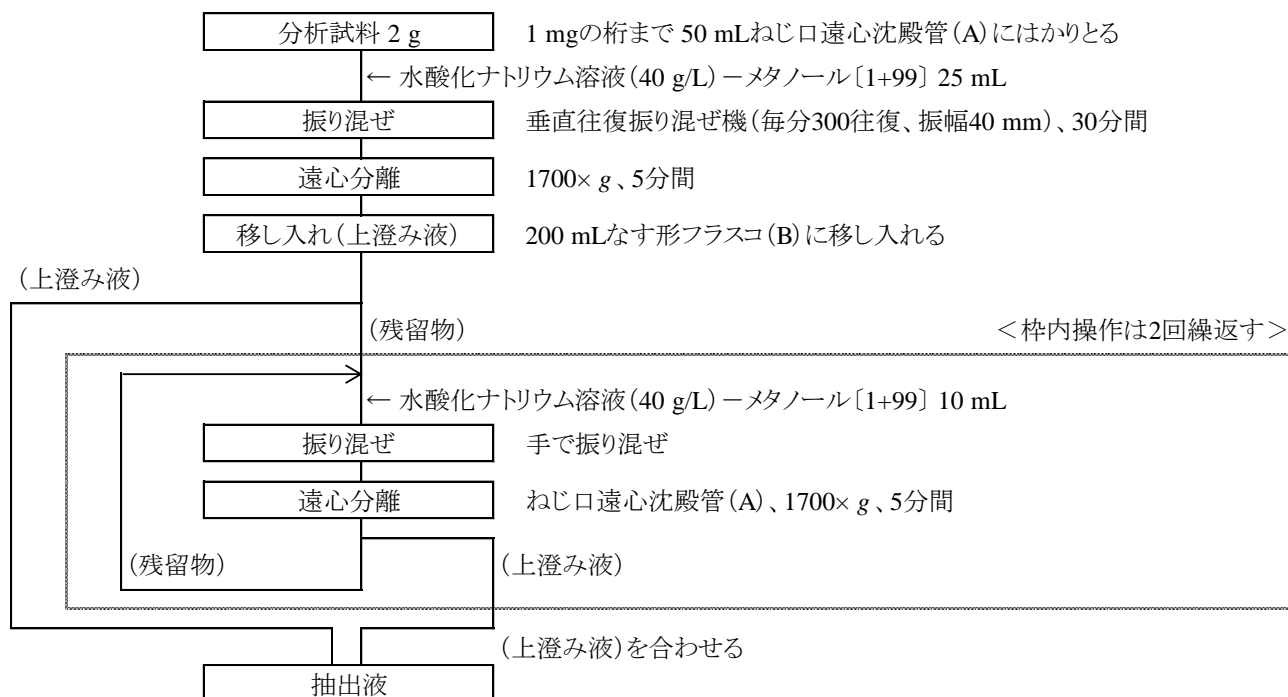 分析試料 2 g 1 mgの桁まで 50 mLねじ口遠心沈殿管(A)にはかりとる
← 水酸化ナトリウム溶液(40 g/L)－メタノール〔1+99〕 25 mL
振り混ぜ 垂直往復振り混ぜ機(毎分300往復、振幅40 mm)、30分間
遠心分離 1700× g 、5分間
移し入れ(上澄み液) 200 mLなす形フラスコ(B)に移し入れる
(上澄み液)
(残留物) ＜枠内操作は2回繰返す＞
← 水酸化ナトリウム溶液(40 g/L)－メタノール〔1+99〕 10 mL
振り混ぜ 手で振り混ぜ
遠心分離 ねじ口遠心沈殿管(A)、1700× g 、5分間
(残留物) (上澄み液)
(上澄み液)を合わせる
抽出液